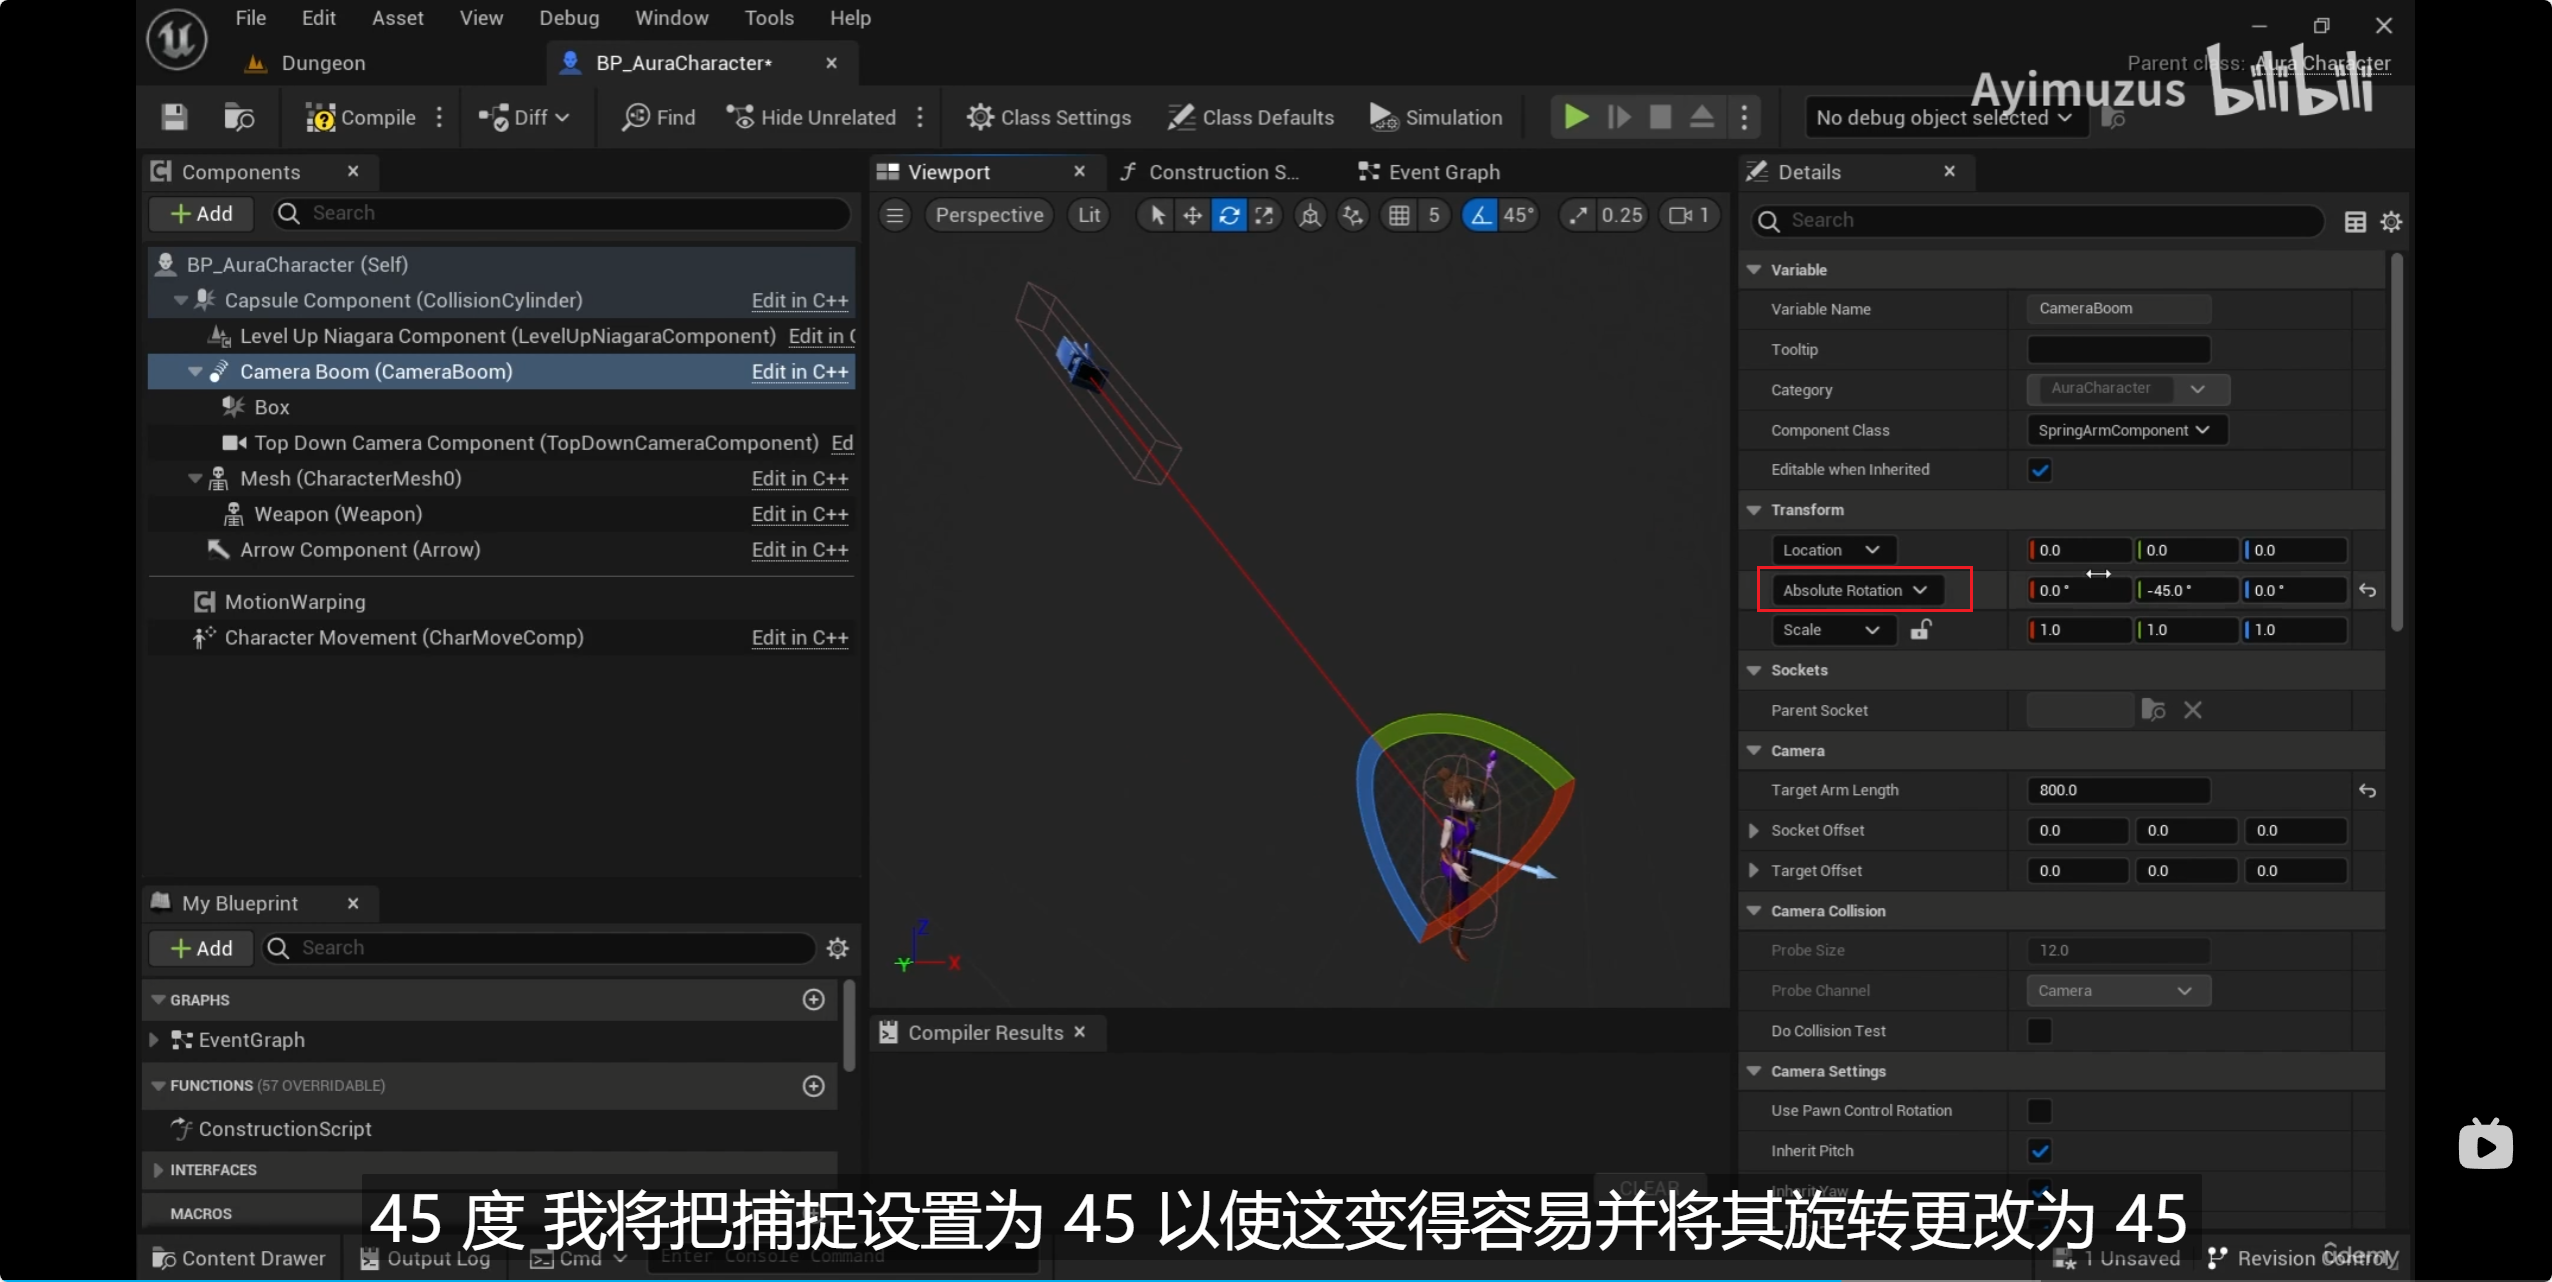 File Edit Asset View Debug Window Tools Help
Dungeon
BP_AuraCharacter*
Parent class: Aura Character
Ayimuzus bilibili
Compile
Diff
Find
Hide Unrelated
Class Settings
Class Defaults
Simulation
No debug object selected
Components
Add
Search
BP_AuraCharacter (Self)
Capsule Component (CollisionCylinder) Edit in C++
Level Up Niagara Component (LevelUpNiagaraComponent) Edit in C
Camera Boom (CameraBoom) Edit in C++
Box
Top Down Camera Component (TopDownCameraComponent) Ed
Mesh (CharacterMesh0) Edit in C++
Weapon (Weapon) Edit in C++
Arrow Component (Arrow) Edit in C++
MotionWarping
Character Movement (CharMoveComp) Edit in C++
My Blueprint
Add
Search
GRAPHS
EventGraph
FUNCTIONS (57 OVERRIDABLE)
ConstructionScript
INTERFACES
MACROS
Viewport
Construction S...
Event Graph
Perspective
Lit
5
45°
0.25
1
Z
Y
X
Compiler Results
CLEAR
Details
Search
Variable
Variable Name CameraBoom
Tooltip
Category AuraCharacter
Component Class SpringArmComponent
Editable when Inherited
Transform
Location 0.0 0.0 0.0
Absolute Rotation 0.0 ° -45.0 ° 0.0 °
Scale 1.0 1.0 1.0
Sockets
Parent Socket
Camera
Target Arm Length 800.0
Socket Offset 0.0 0.0 0.0
Target Offset 0.0 0.0 0.0
Camera Collision
Probe Size 12.0
Probe Channel Camera
Do Collision Test
Camera Settings
Use Pawn Control Rotation
Inherit Pitch
Inherit Yaw
45 度 我将把捕捉设置为 45 以使这变得容易并将其旋转更改为 45
Content Drawer
Output Log
Cmd
Enter Console Command
1 Unsaved
Revision Control
udemy